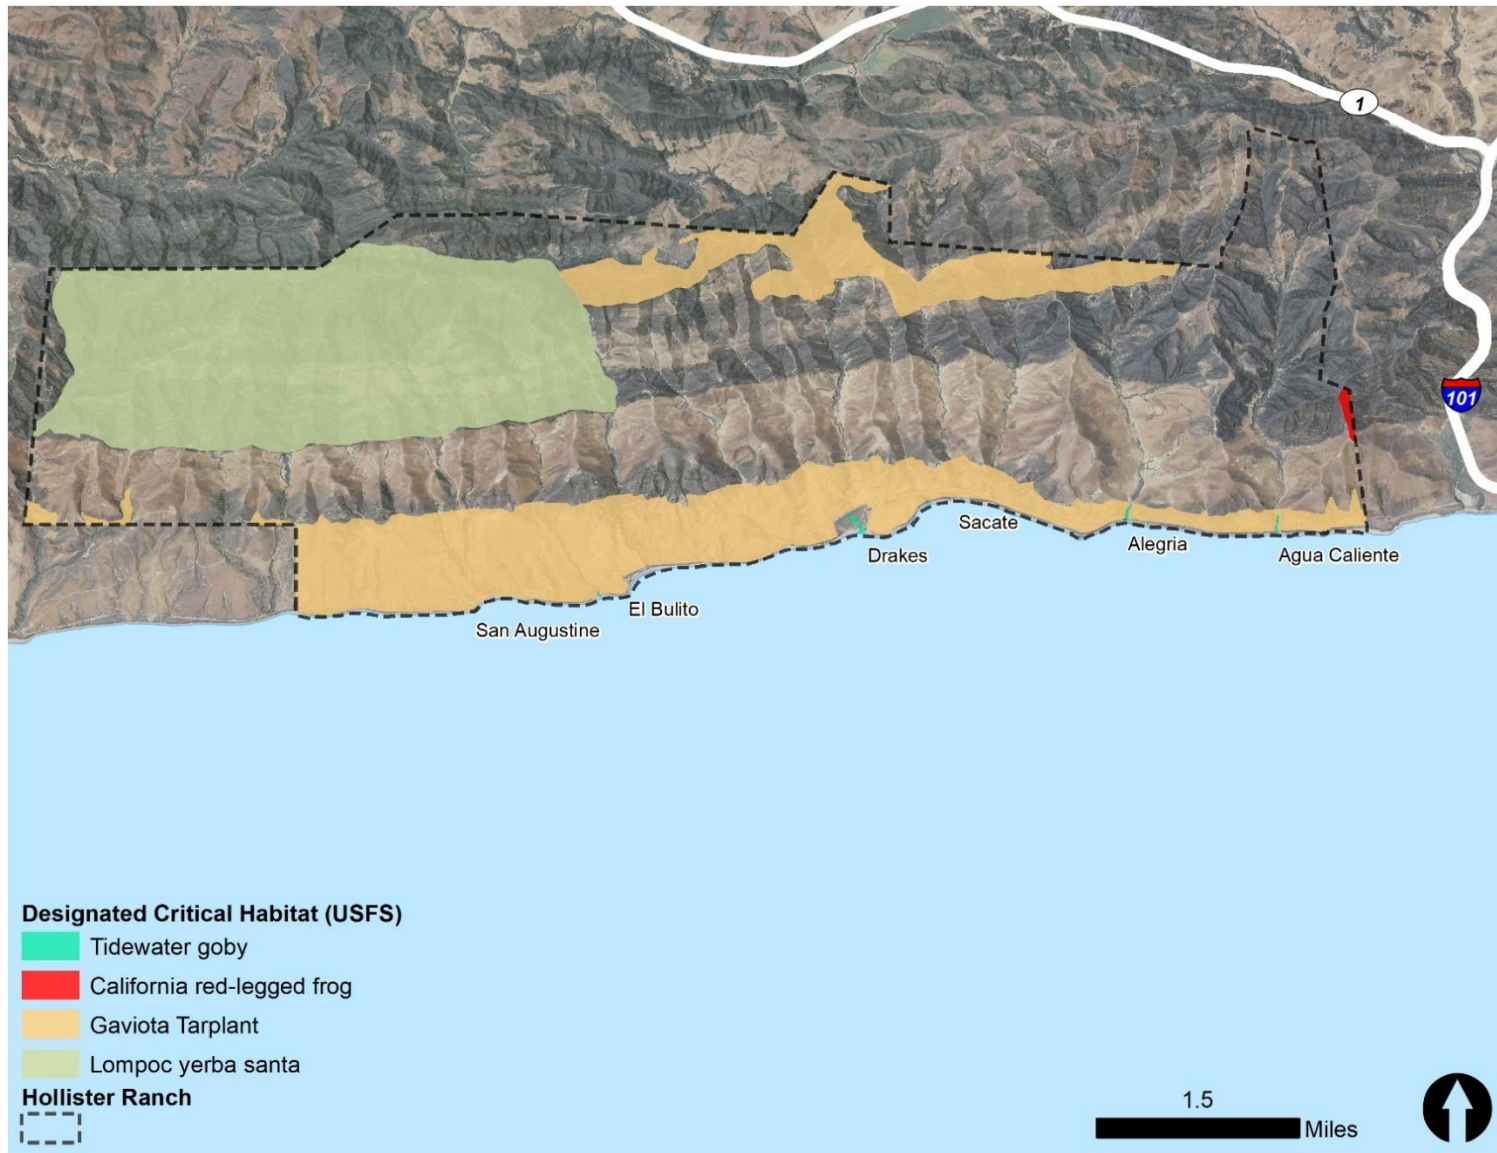 1
101
Sacate
Drakes
Alegria
Agua Caliente
El Bulito
San Augustine
Designated Critical Habitat (USFS)
Tidewater goby
California red-legged frog
Gaviota Tarplant
Lompoc yerba santa
Hollister Ranch
1.5
Miles